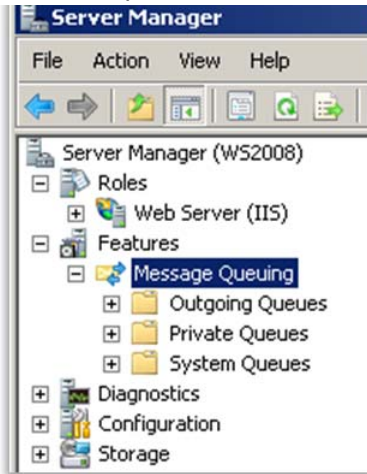 Server Manager
File Action View Help
Server Manager (WS2008)
Roles
Web Server (IIS)
Features
Message Queuing
Outgoing Queues
Private Queues
System Queues
Diagnostics
Configuration
Storage